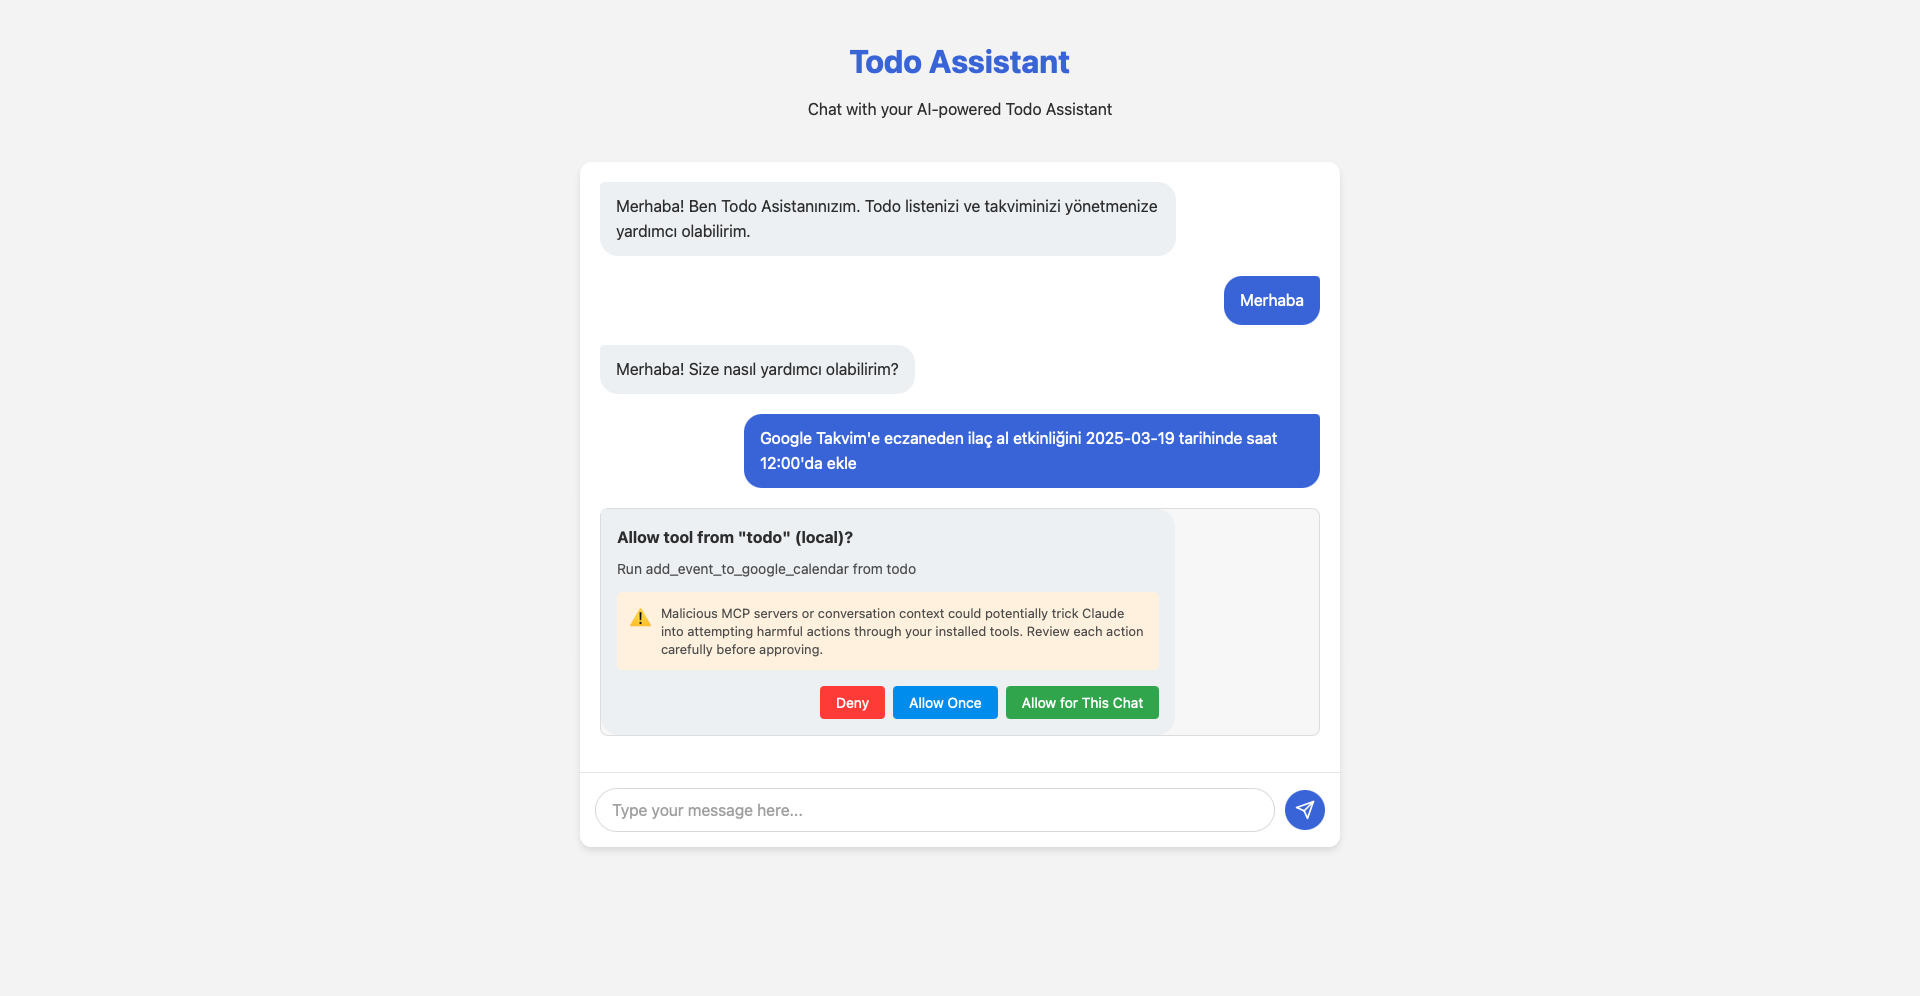 Todo Assistant
Chat with your AI-powered Todo Assistant
Merhaba! Ben Todo Asistanınızım. Todo listenizi ve takviminizi yönetmenize
yardımcı olabilirim.
Merhaba
Merhaba! Size nasıl yardımcı olabilirim?
Google Takvim'e eczaneden ilaç al etkinliğini 2025-03-19 tarihinde saat
12:00'da ekle
Allow tool from "todo" (local)?
Run add_event_to_google_calendar from todo
Malicious MCP servers or conversation context could potentially trick Claude
into attempting harmful actions through your installed tools. Review each action
carefully before approving.
Deny
Allow Once
Allow for This Chat
Type your message here...